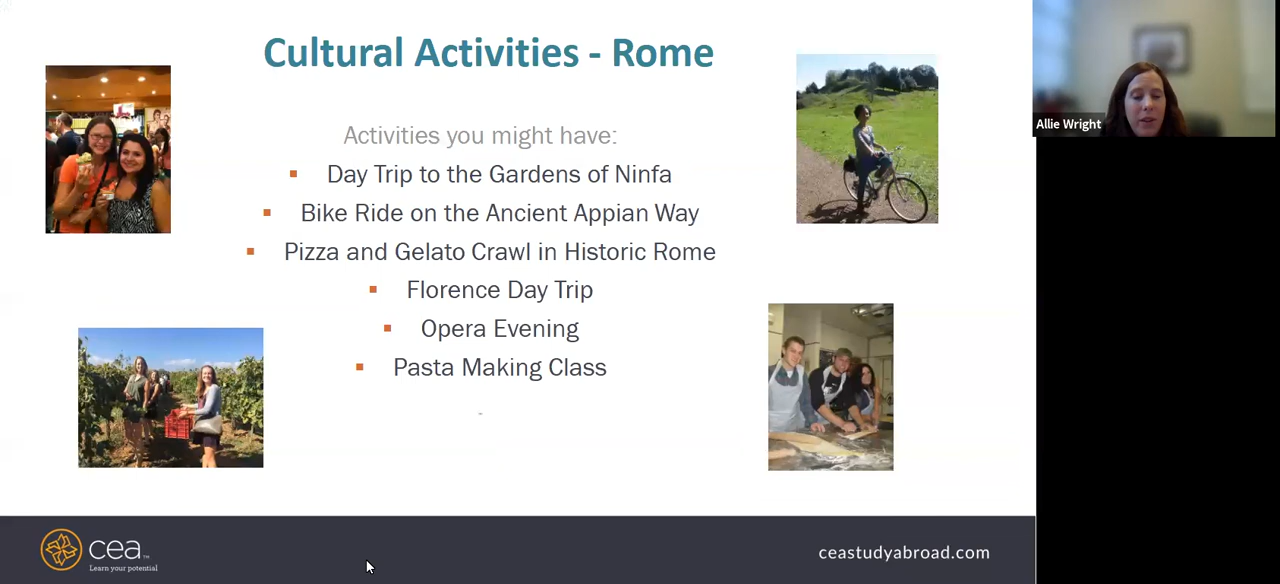 Cultural Activities - Rome
Activities you might have:
▪ Day Trip to the Gardens of Ninfa
▪ Bike Ride on the Ancient Appian Way
▪ Pizza and Gelato Crawl in Historic Rome
▪ Florence Day Trip
▪ Opera Evening
▪ Pasta Making Class
Allie Wright
cea™
Learn your potential
ceastudyabroad.com